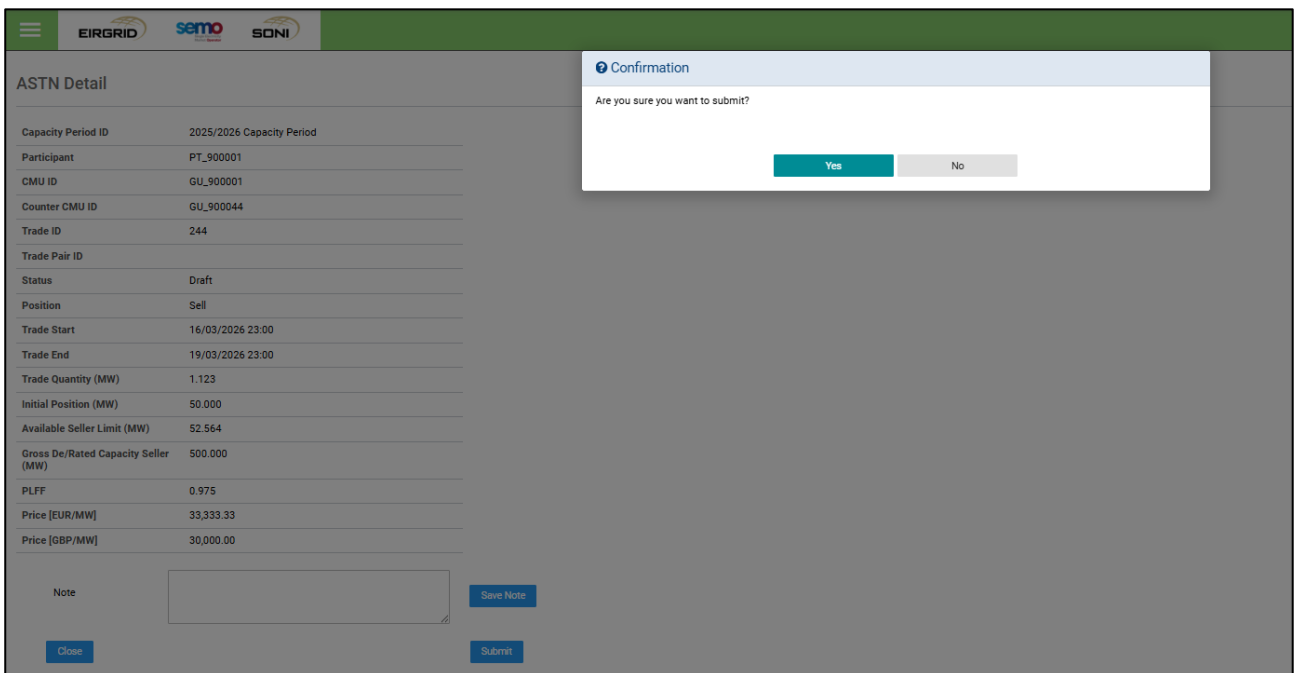 EIRGRID semo SONI
Confirmation
Are you sure you want to submit?
Yes No
ASTN Detail
Capacity Period ID 2025/2026 Capacity Period
Participant PT_900001
CMU ID GU_900001
Counter CMU ID GU_900044
Trade ID 244
Trade Pair ID
Status Draft
Position Sell
Trade Start 16/03/2026 23:00
Trade End 19/03/2026 23:00
Trade Quantity (MW) 1.123
Initial Position (MW) 50.000
Available Seller Limit (MW) 52.564
Gross De/Rated Capacity Seller 500.000
(MW)
PLFF 0.975
Price [EUR/MW] 33,333.33
Price [GBP/MW] 30,000.00
Note
Save Note
Close Submit